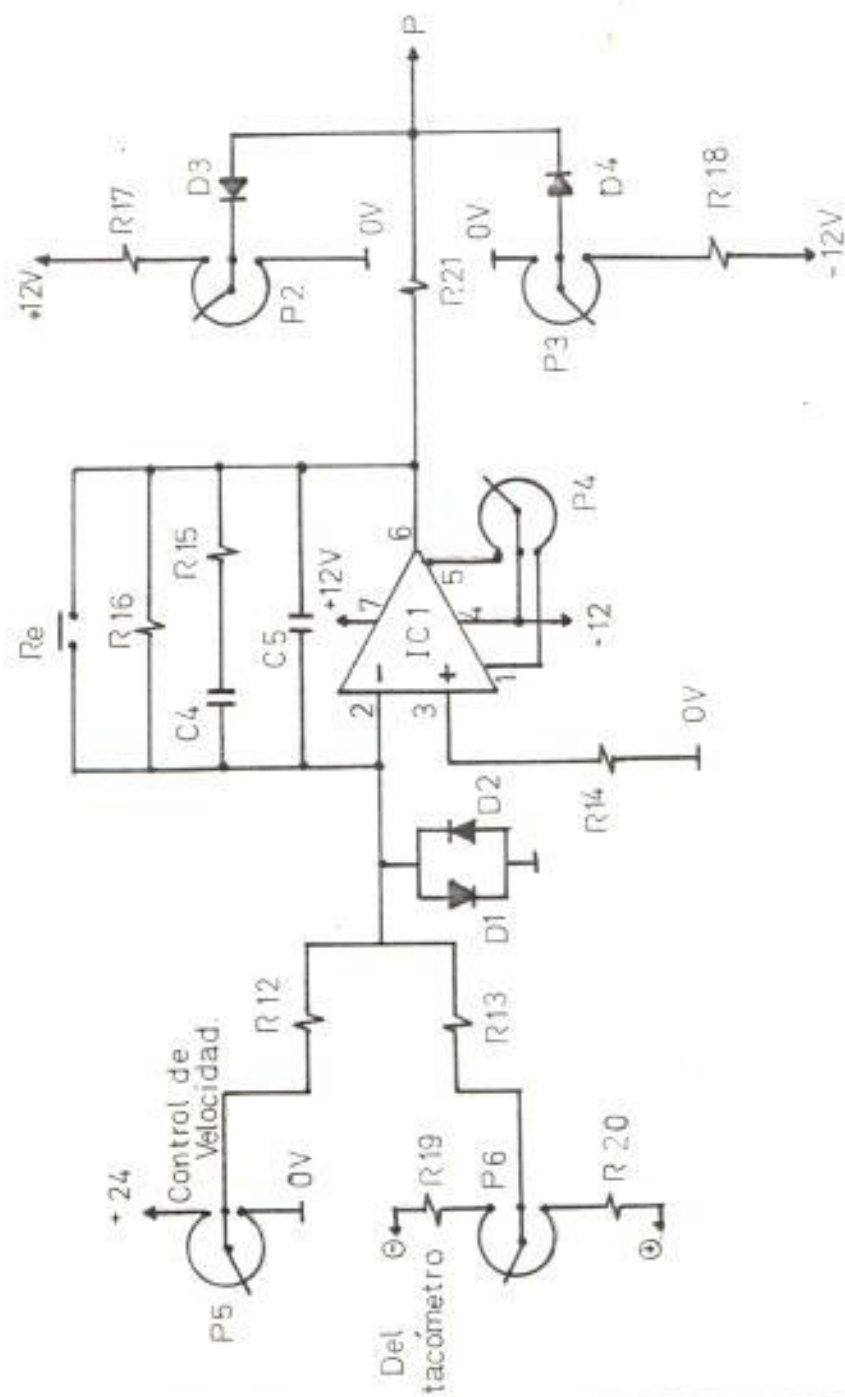 +24
Control de
Velocidad.
P5
0V
R12
Re
R16
C4
R15
C5
+12V
2
3
7
6
5
4
1
IC1
-
+
-12
P4
D1
D2
R14
0V
Del
tacómetro
⊖
R19
P6
R13
R20
⊕
+12V
R17
D3
P2
0V
R21
P
0V
P3
D4
R18
-12V